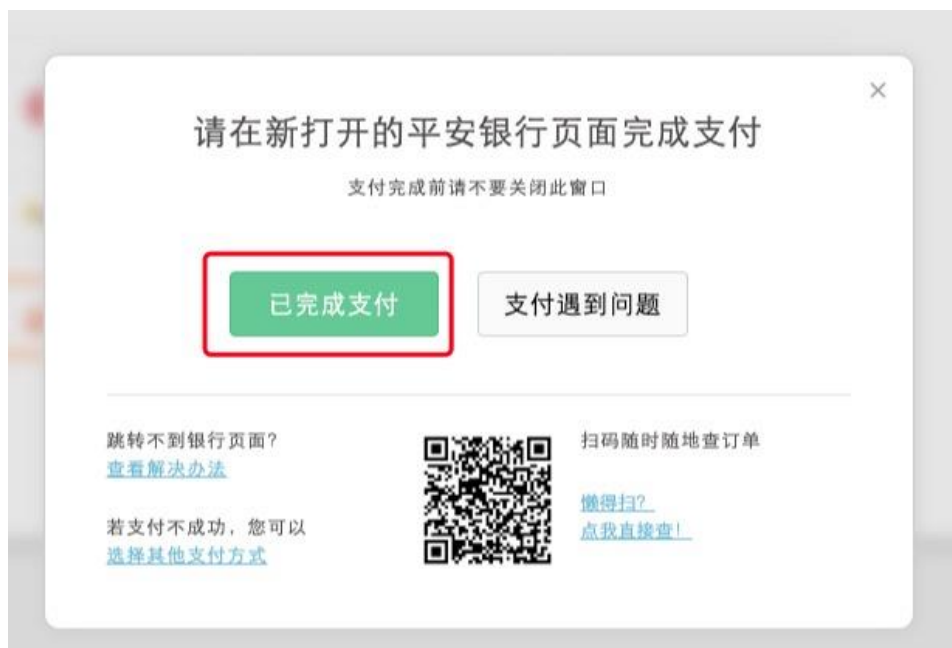 请在新打开的平安银行页面完成支付
支付完成前请不要关闭此窗口
已完成支付
支付遇到问题
跳转不到银行页面?
查看解决办法
若支付不成功，您可以
选择其他支付方式
扫码随时随地查订单
懒得扫?
点我直接查!